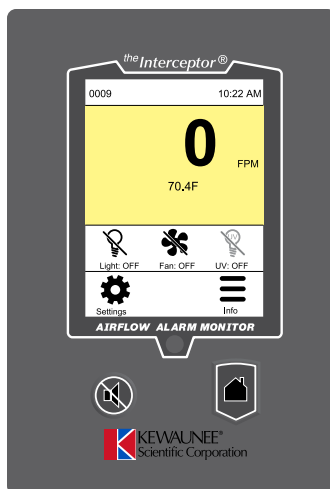 the Interceptor®
0009 10:22 AM
0
FPM
70.4F
UV
Light: OFF Fan: OFF UV: OFF
Settings Info
AIRFLOW ALARM MONITOR
KEWAUNEE®
Scientific Corporation